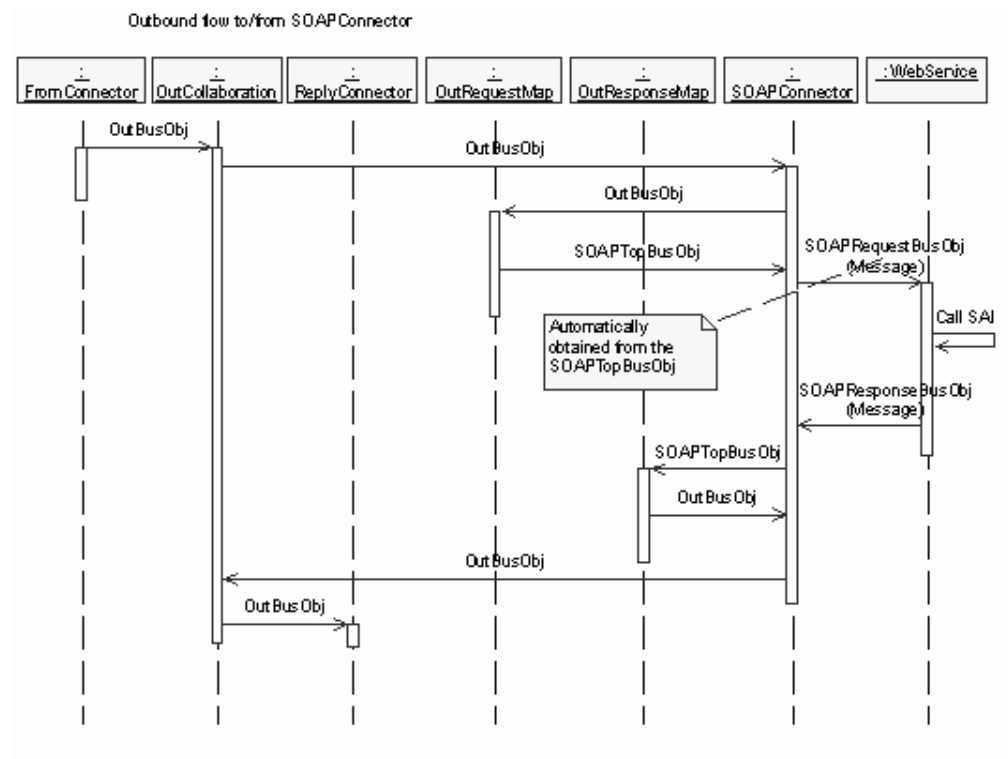 Outbound flow to/from SOAPConnector
:
FromConnector
:
OutCollaboration
:
ReplyConnector
:
OutRequestMap
:
OutResponseMap
:
SOAPConnector
:WebService
OutBusObj
OutBusObj
OutBusObj
SOAPTopBusObj
SOAPRequestBusObj
(Message)
Automatically
obtained from the
SOAPTopBusObj
Call SAI
SOAPResponseBusObj
(Message)
SOAPTopBusObj
OutBusObj
OutBusObj
OutBusObj